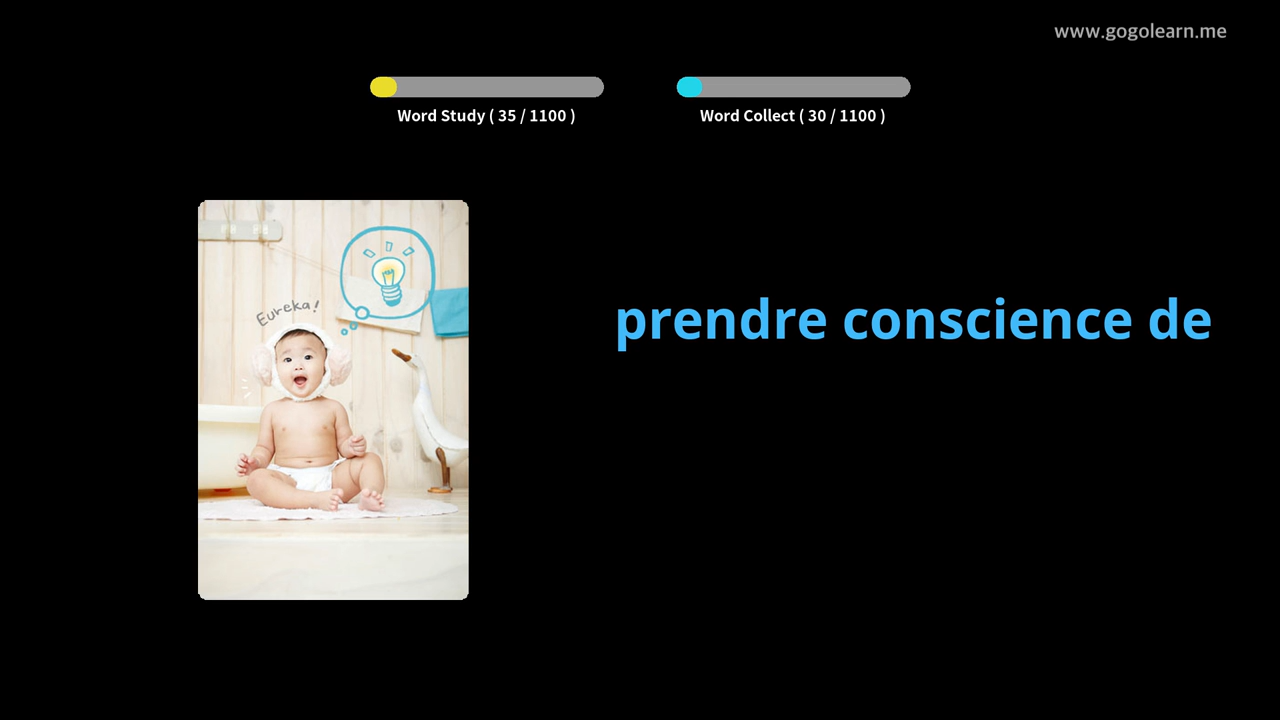 www.gogolearn.me
Word Study ( 35 / 1100 )
Word Collect ( 30 / 1100 )
Eureka!
prendre conscience de